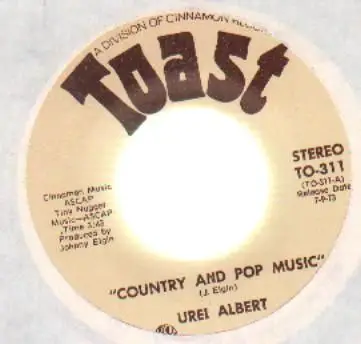 A DIVISION OF CINNAMON RECORDS
Toast
STEREO
TO-311
(TO-311-A)
Release Date
7-9-73
Cinnamon Music
ASCAP
Tiny Nugget
Music-ASCAP
Time 3:43
Produced by
Johnny Elgin
"COUNTRY AND POP MUSIC"
(J. Elgin)
UREL ALBERT